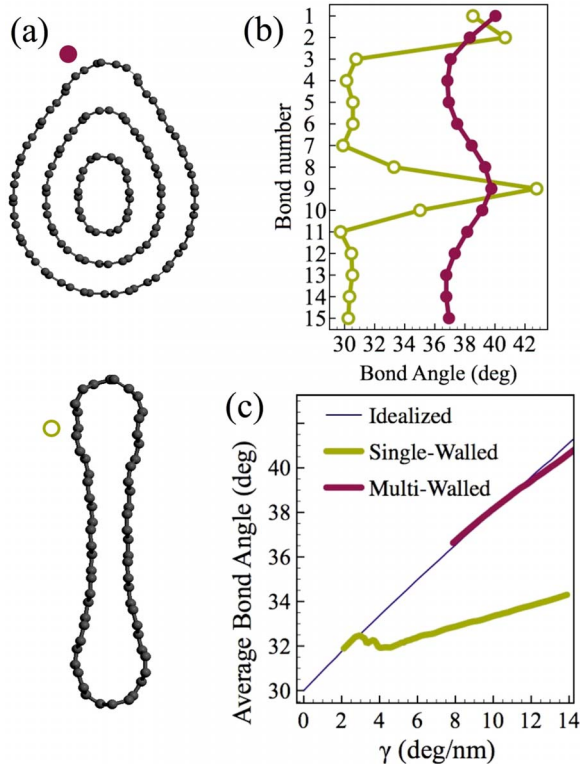 (a)
(b)
Bond number
1
2
3
4
5
6
7
8
9
10
11
12
13
14
15
30 32 34 36 38 40 42
Bond Angle (deg)
(c)
Idealized
Single-Walled
Multi-Walled
Average Bond Angle (deg)
40
38
36
34
32
30
0 2 4 6 8 10 12 14
γ (deg/nm)